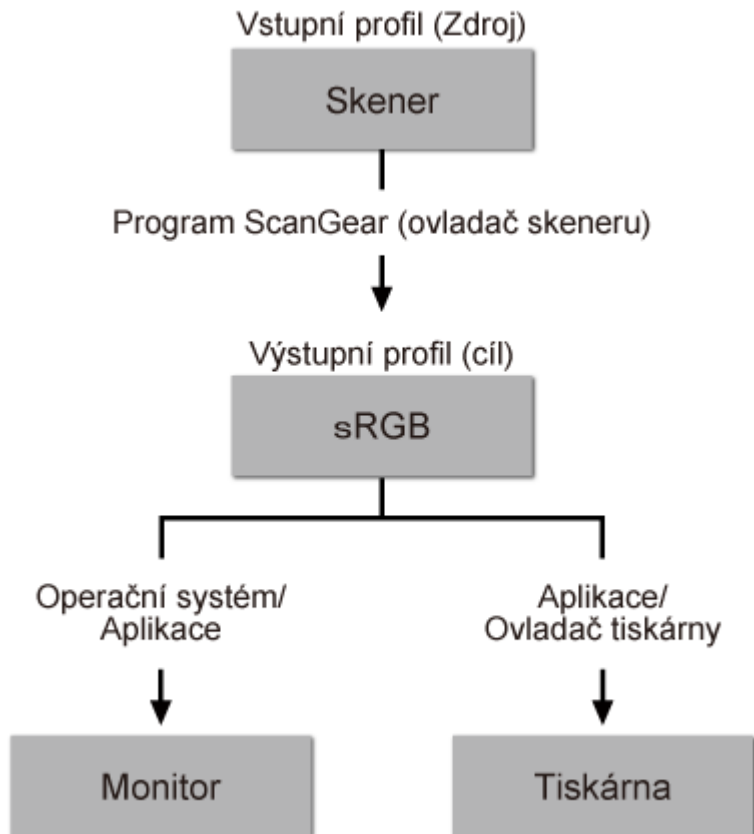 Vstupní profil (Zdroj)
Skener
Program ScanGear (ovladač skeneru)
Výstupní profil (cíl)
sRGB
Operační systém/
Aplikace
Aplikace/
Ovladač tiskárny
Monitor
Tiskárna